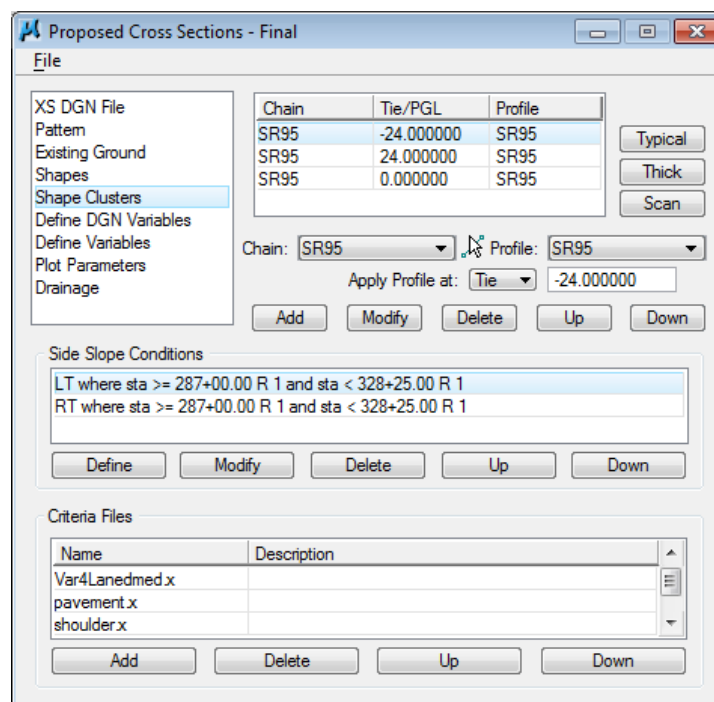 Proposed Cross Sections - Final
File
XS DGN File
Pattern
Existing Ground
Shapes
Shape Clusters
Define DGN Variables
Define Variables
Plot Parameters
Drainage
Chain Tie/PGL Profile
SR95 -24.000000 SR95
SR95 24.000000 SR95
SR95 0.000000 SR95
Typical
Thick
Scan
Chain: SR95 Profile: SR95
Apply Profile at: Tie -24.000000
Add Modify Delete Up Down
Side Slope Conditions
LT where sta >= 287+00.00 R 1 and sta < 328+25.00 R 1
RT where sta >= 287+00.00 R 1 and sta < 328+25.00 R 1
Define Modify Delete Up Down
Criteria Files
Name Description
Var4Lanedmed.x
pavement.x
shoulder.x
Add Delete Up Down